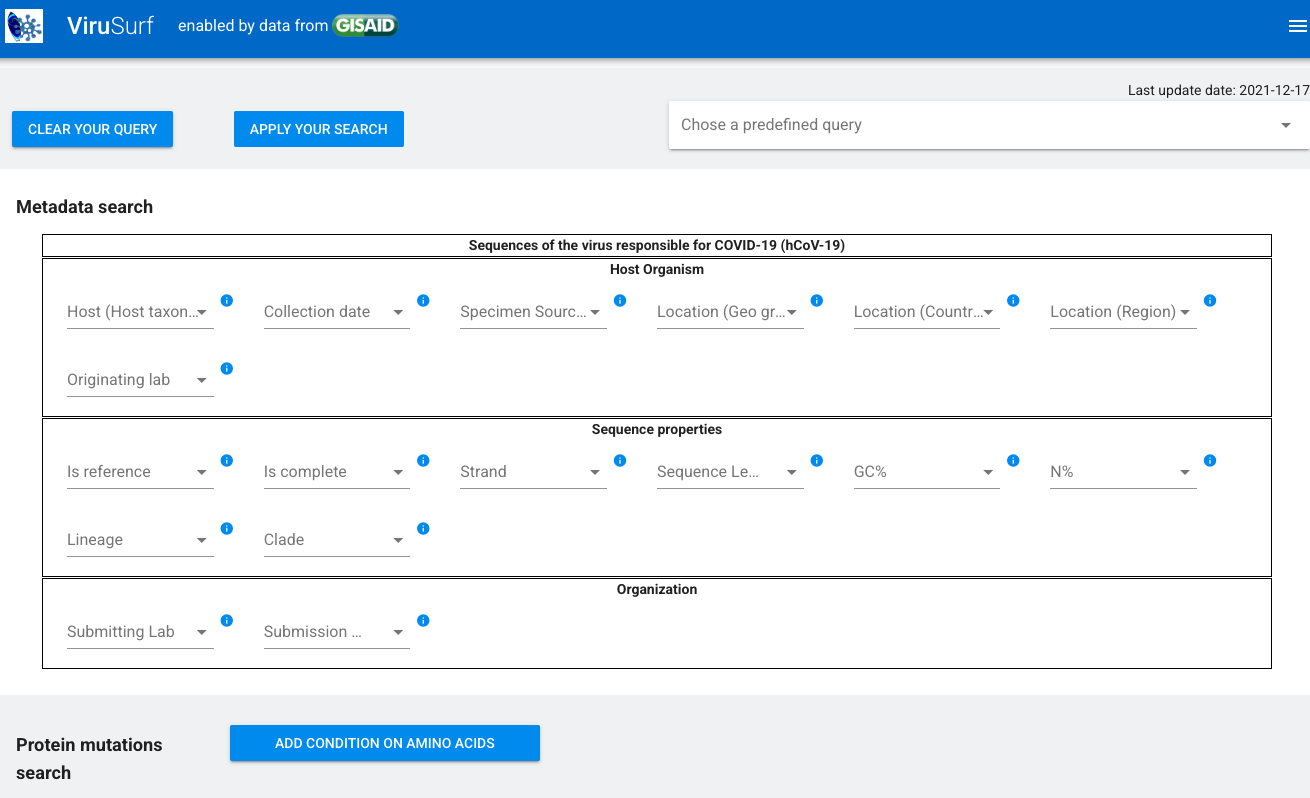 ViruSurf enabled by data from GISAID
Last update date: 2021-12-17
CLEAR YOUR QUERY APPLY YOUR SEARCH Chose a predefined query
Metadata search
Sequences of the virus responsible for COVID-19 (hCoV-19)
Host Organism
Host (Host taxon... Collection date Specimen Sourc... Location (Geo gr... Location (Countr... Location (Region)
Originating lab
Sequence properties
Is reference Is complete Strand Sequence Le... GC% N%
Lineage Clade
Organization
Submitting Lab Submission ...
Protein mutations
search
ADD CONDITION ON AMINO ACIDS